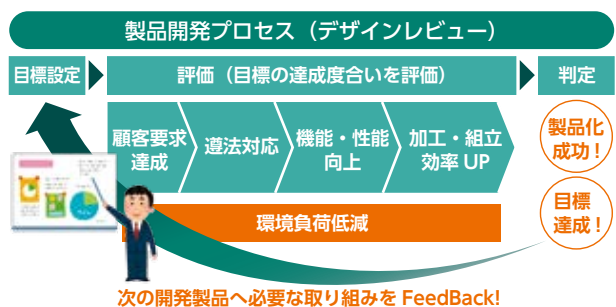 製品開発プロセス（デザインレビュー）
目標設定
評価（目標の達成度合いを評価）
判定
顧客要求
達成
遵法対応
機能・性能
向上
加工・組立
効率 UP
製品化
成功！
目標
達成！
環境負荷低減
次の開発製品へ必要な取り組みを FeedBack!